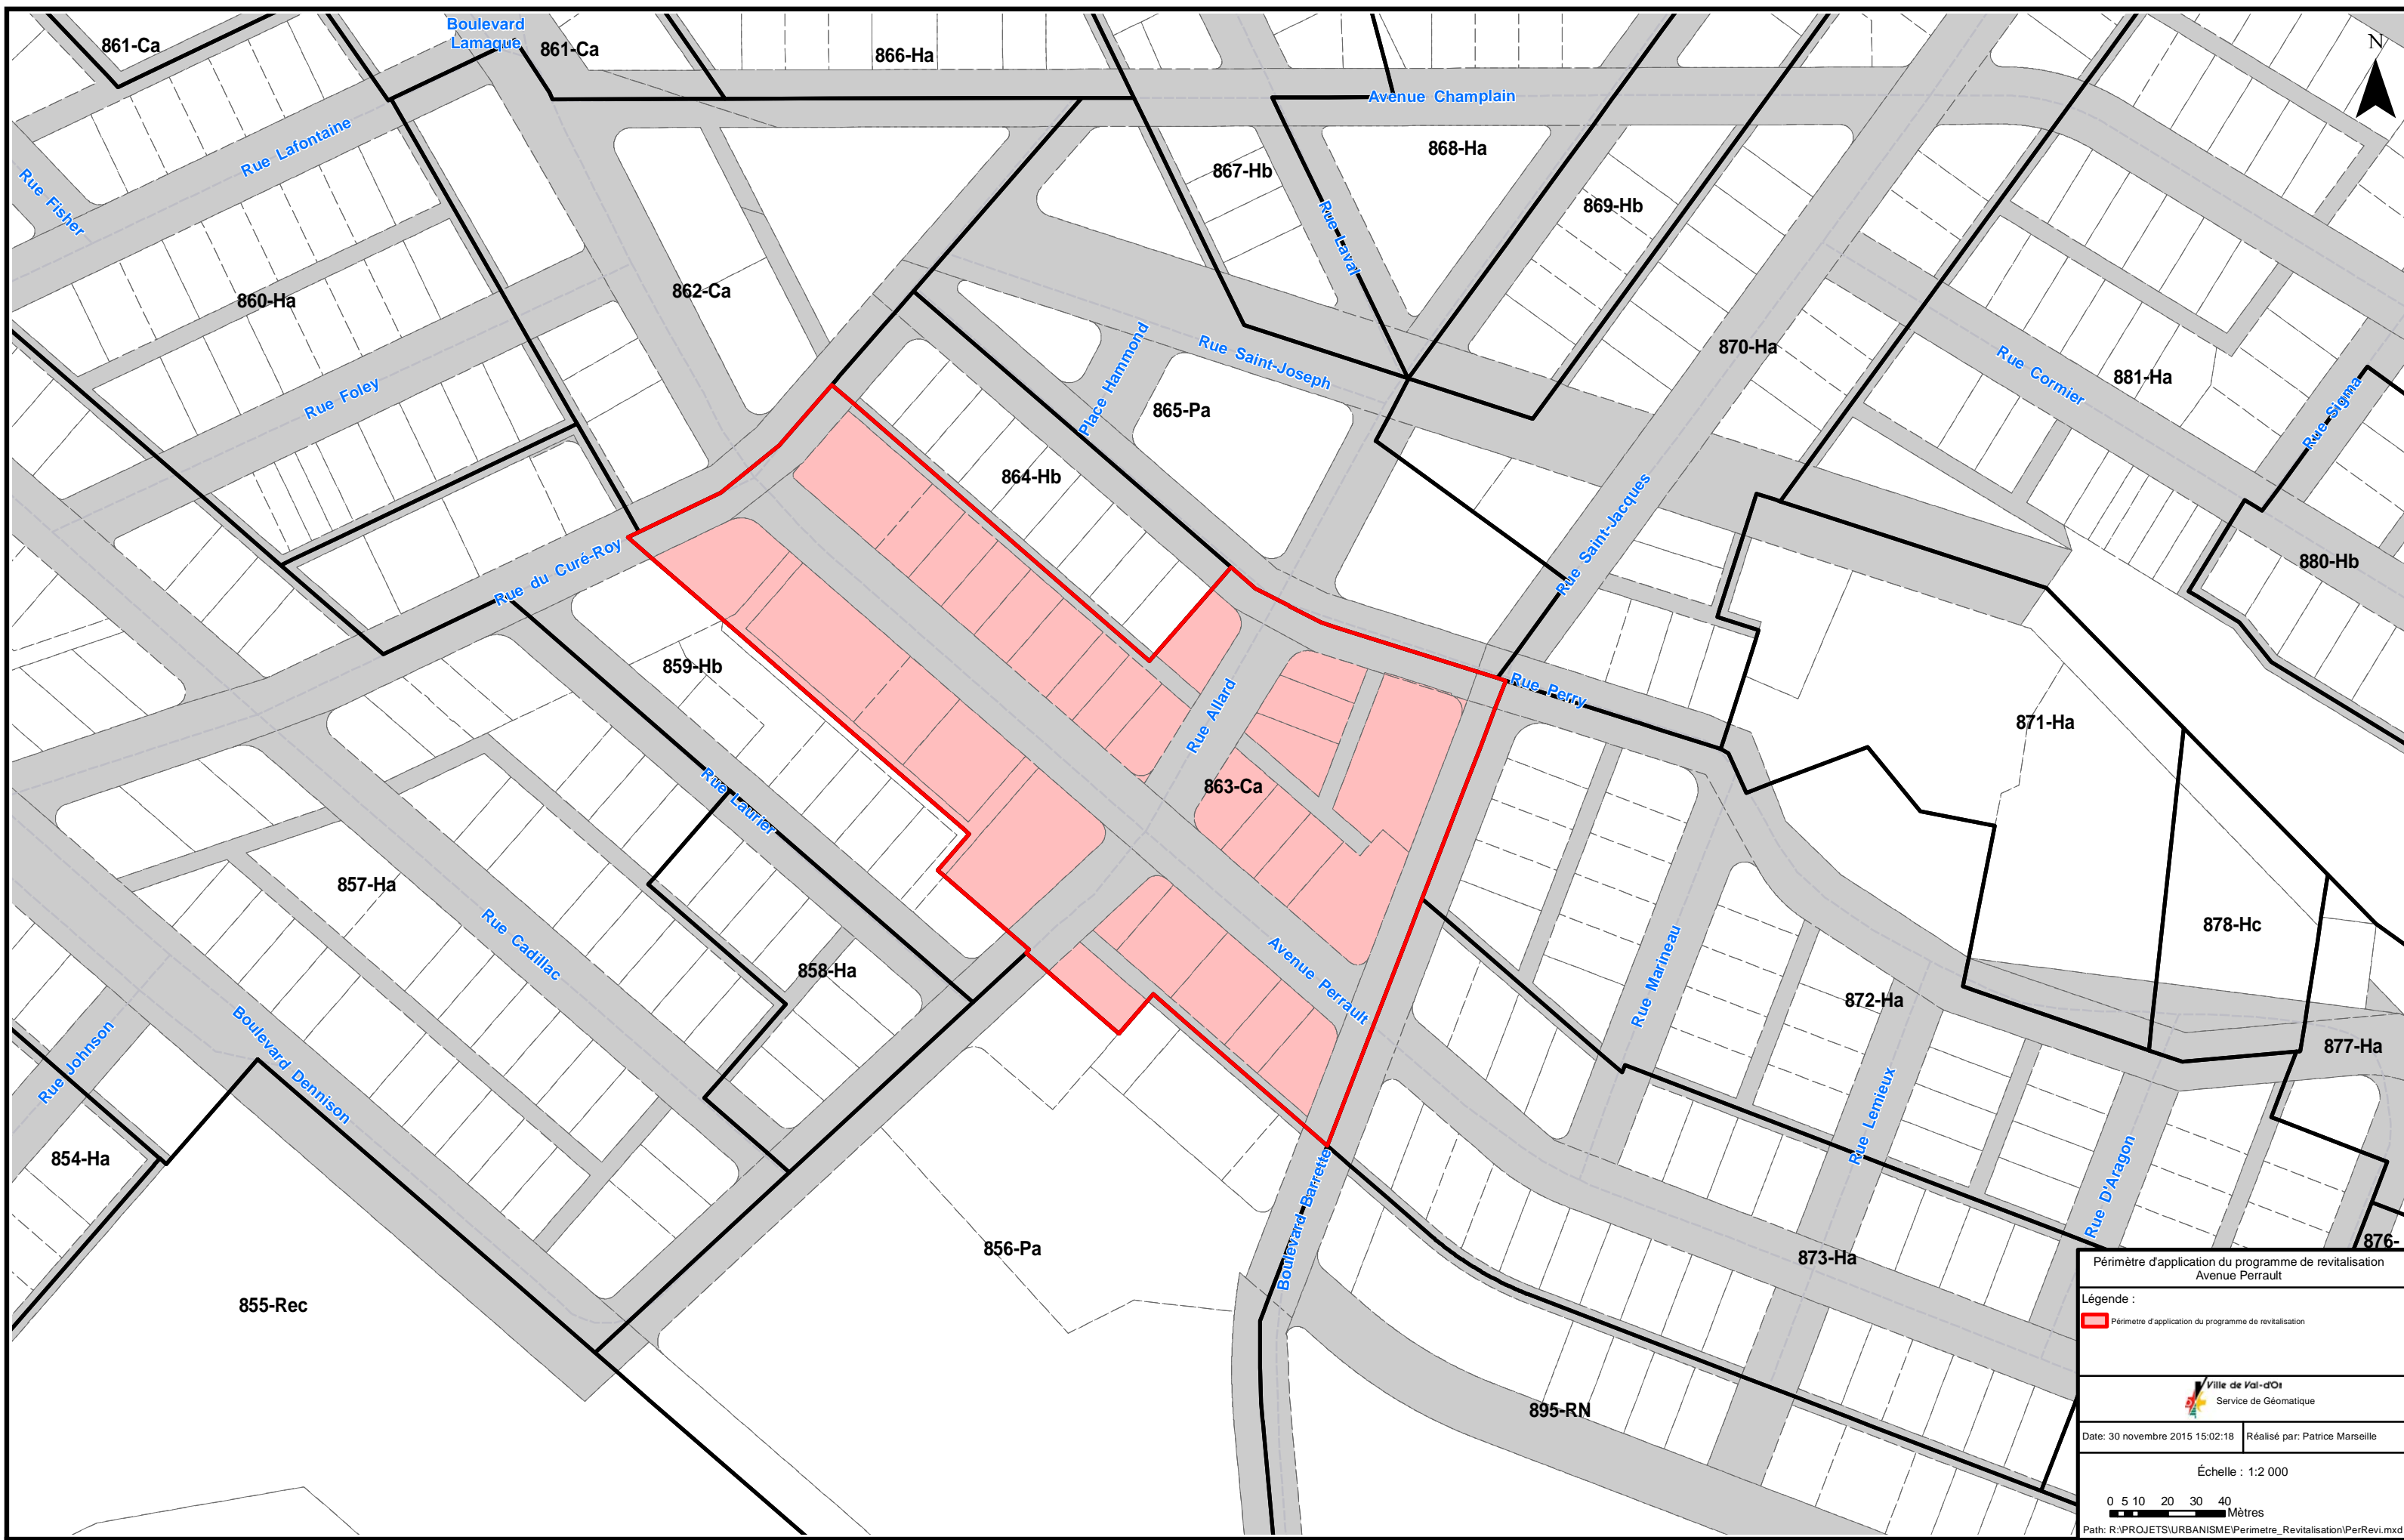 861-Ca
Boulevard
Lamaque
861-Ca
866-Ha
N
Avenue Champlain
Rue Lafontaine
868-Ha
867-Hb
Rue Fisher
869-Hb
Rue Laval
860-Ha
862-Ca
Place Hammond
Rue Saint-Joseph
870-Ha
Rue Cormier
881-Ha
Rue Sigma
Rue Foley
865-Pa
864-Hb
Rue Saint-Jacques
880-Hb
Rue du Curé-Roy
859-Hb
Rue Perry
Rue Allard
871-Ha
Rue Laurier
863-Ca
857-Ha
Rue Cadillac
878-Hc
858-Ha
Avenue Perrault
Rue Marineau
872-Ha
877-Ha
Rue Johnson
Boulevard Dennison
854-Ha
Rue Lemieux
Rue D'Aragon
Boulevard Barrette
856-Pa
873-Ha
876-
855-Rec
895-RN
Périmètre d'application du programme de revitalisation
Avenue Perrault
Légende :
Périmetre d'application du programme de revitalisation
Ville de Val-d'Or
Service de Géomatique
Date: 30 novembre 2015 15:02:18
Réalisé par: Patrice Marseille
Échelle : 1:2 000
0 5 10 20 30 40
Mètres
Path: R:\PROJETS\URBANISME\Perimetre_Revitalisation\PerRevi.mxd